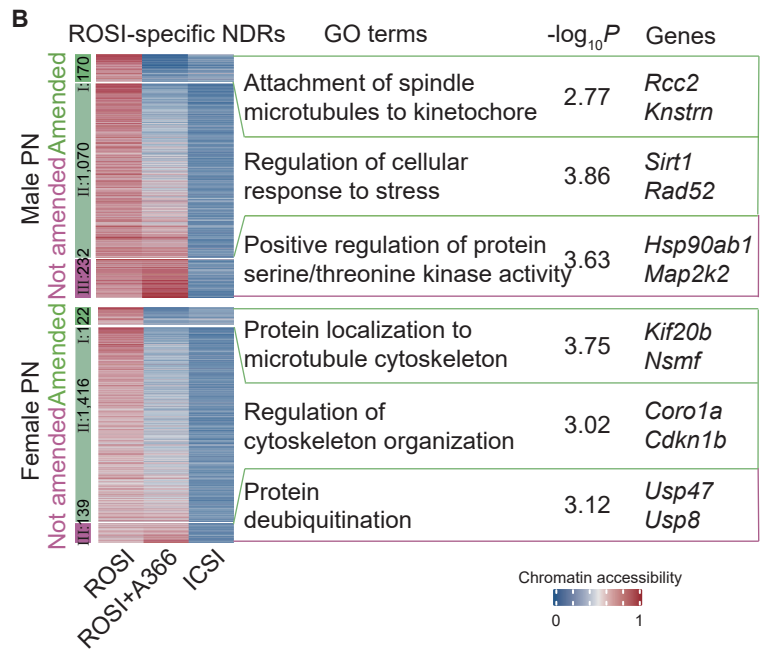 B
ROSI-specific NDRs GO terms -log10P Genes
Male PN
Not amended Amended
I:170
II:1,070
III:232
Attachment of spindle
microtubules to kinetochore
2.77
Rcc2
Knstrn
Regulation of cellular
response to stress
3.86
Sirt1
Rad52
Positive regulation of protein
serine/threonine kinase activity
3.63
Hsp90ab1
Map2k2
Female PN
Not amended Amended
I:122
II:1,416
III:139
Protein localization to
microtubule cytoskeleton
3.75
Kif20b
Nsmf
Regulation of
cytoskeleton organization
3.02
Coro1a
Cdkn1b
Protein
deubiquitination
3.12
Usp47
Usp8
ROSI
ROSI+A366
ICSI
Chromatin accessibility
0 1